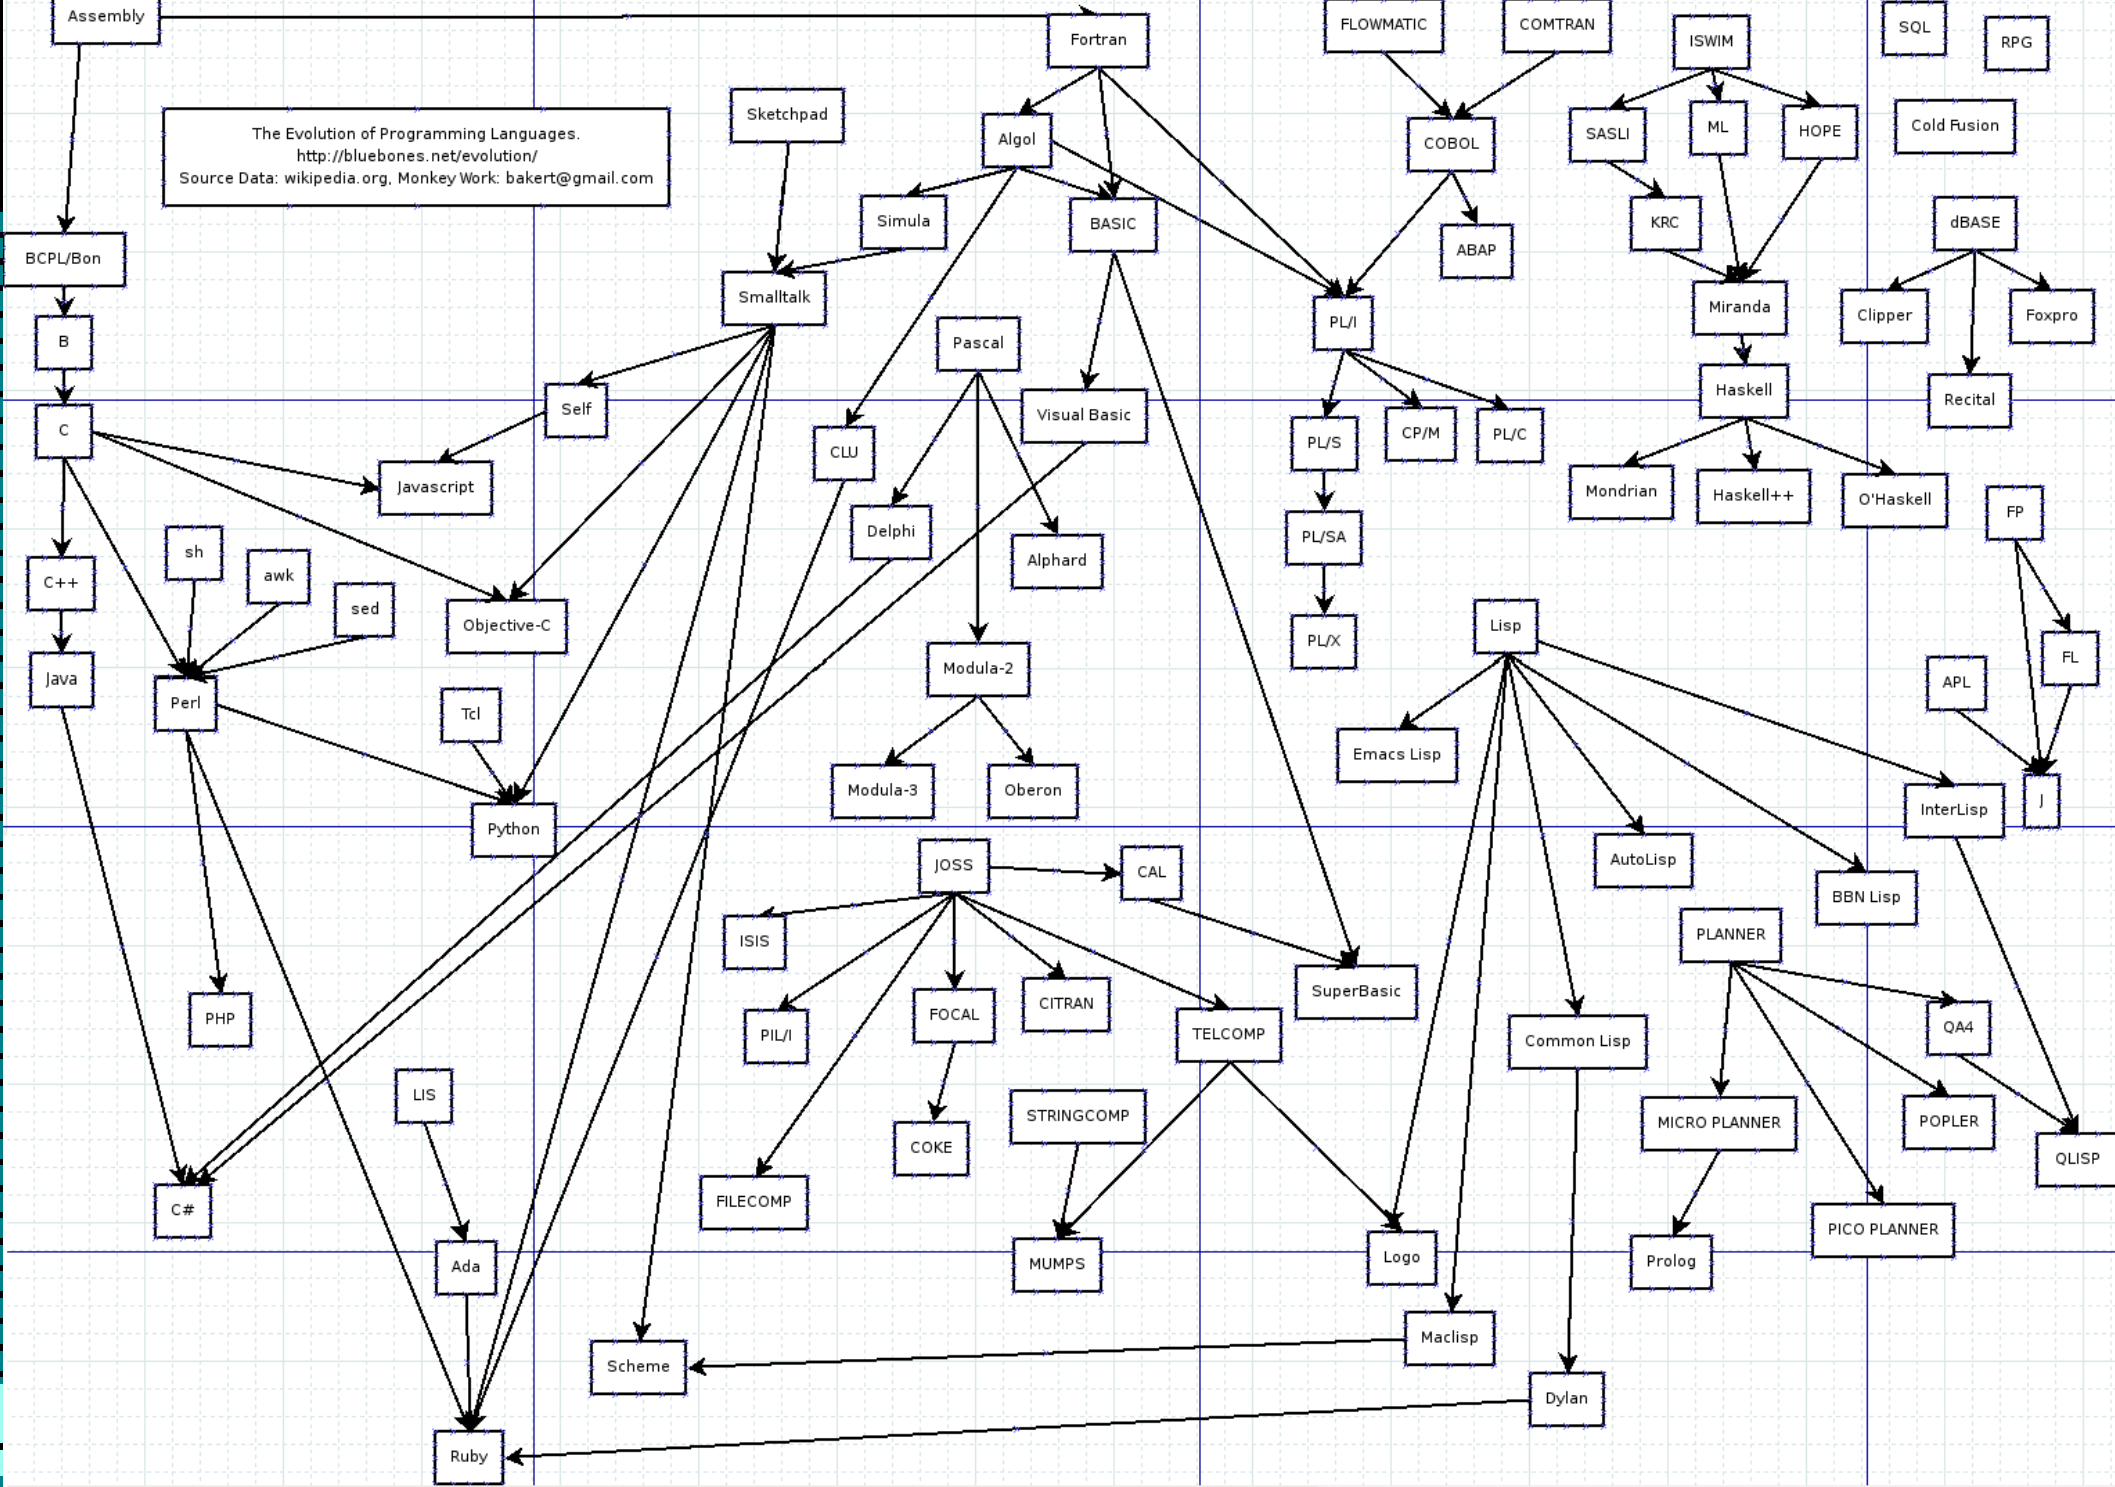 Assembly
Fortran
FLOWMATIC
COMTRAN
ISWIM
SQL
RPG
Sketchpad
Algol
COBOL
SASLI
ML
HOPE
Cold Fusion
The Evolution of Programming Languages.
http://bluebones.net/evolution/
Source Data: wikipedia.org, Monkey Work: bakert@gmail.com
Simula
BASIC
ABAP
KRC
dBASE
BCPL/Bon
Smalltalk
PL/I
Miranda
Clipper
Foxpro
B
Pascal
Haskell
Recital
Self
Visual Basic
C
CLU
PL/S
CP/M
PL/C
Javascript
Mondrian
Haskell++
O'Haskell
FP
sh
Delphi
PL/SA
awk
Alphard
C++
sed
Objective-C
PL/X
Lisp
Java
Modula-2
FL
APL
Perl
Tcl
Emacs Lisp
Modula-3
Oberon
InterLisp
J
Python
JOSS
CAL
AutoLisp
BBN Lisp
ISIS
PLANNER
SuperBasic
PHP
PIL/I
FOCAL
CITRAN
TELCOMP
Common Lisp
QA4
LIS
STRINGCOMP
MICRO PLANNER
POPLER
COKE
QLISP
C#
FILECOMP
PICO PLANNER
Ada
MUMPS
Logo
Prolog
Scheme
Maclisp
Dylan
Ruby